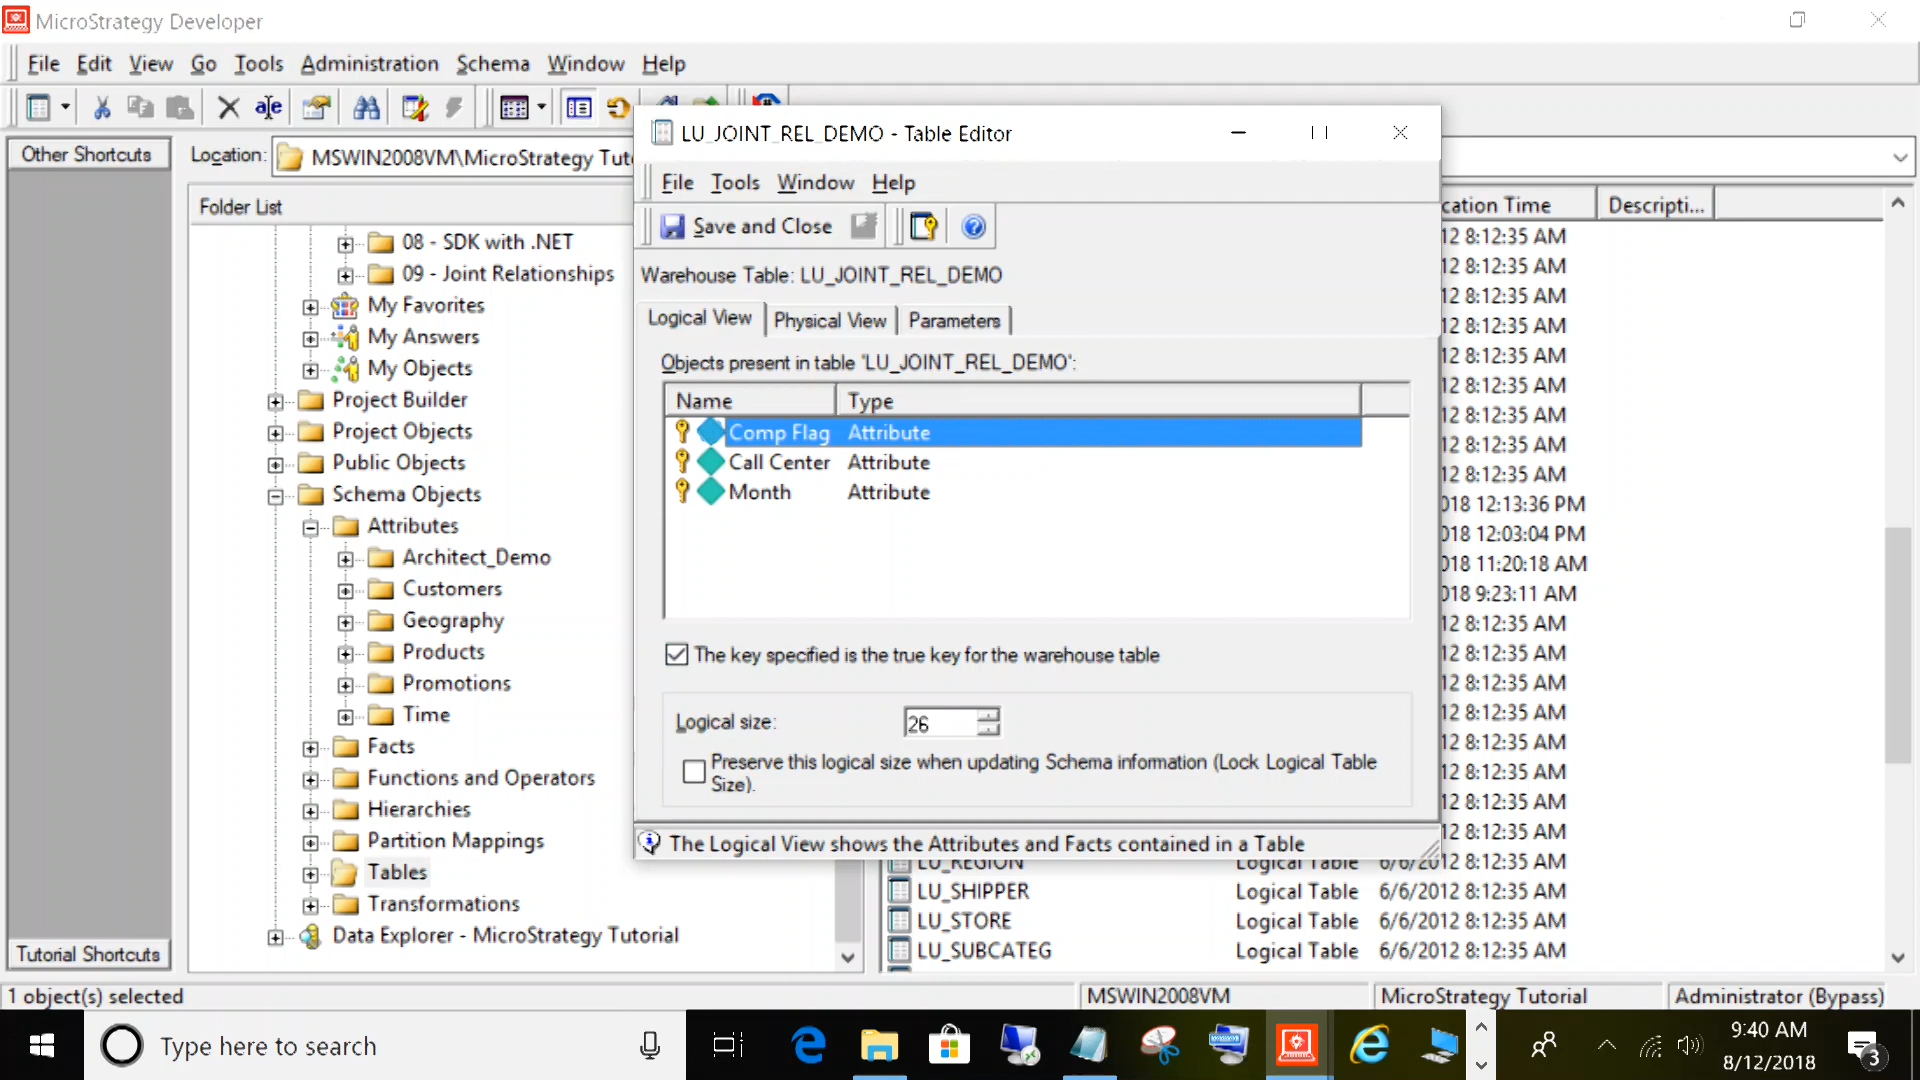 MicroStrategy Developer
File Edit View Go Tools Administration Schema Window Help
Other Shortcuts
Location: MSWIN2008VM\MicroStrategy Tut
Folder List
08 - SDK with .NET
09 - Joint Relationships
My Favorites
My Answers
My Objects
Project Builder
Project Objects
Public Objects
Schema Objects
Attributes
Architect_Demo
Customers
Geography
Products
Promotions
Time
Facts
Functions and Operators
Hierarchies
Partition Mappings
Tables
Transformations
Data Explorer - MicroStrategy Tutorial
Tutorial Shortcuts
LU_JOINT_REL_DEMO - Table Editor
File Tools Window Help
Save and Close
Warehouse Table: LU_JOINT_REL_DEMO
Logical View Physical View Parameters
Objects present in table 'LU_JOINT_REL_DEMO':
Name Type
Comp Flag Attribute
Call Center Attribute
Month Attribute
The key specified is the true key for the warehouse table
Logical size: 26
Preserve this logical size when updating Schema information (Lock Logical Table
Size).
The Logical View shows the Attributes and Facts contained in a Table
cation Time Descripti...
12 8:12:35 AM
12 8:12:35 AM
12 8:12:35 AM
12 8:12:35 AM
12 8:12:35 AM
12 8:12:35 AM
12 8:12:35 AM
12 8:12:35 AM
12 8:12:35 AM
018 12:13:36 PM
018 12:03:04 PM
018 11:20:18 AM
018 9:23:11 AM
12 8:12:35 AM
12 8:12:35 AM
12 8:12:35 AM
12 8:12:35 AM
12 8:12:35 AM
12 8:12:35 AM
12 8:12:35 AM
12 8:12:35 AM
LU_REGION Logical Table 6/6/2012 8:12:35 AM
LU_SHIPPER Logical Table 6/6/2012 8:12:35 AM
LU_STORE Logical Table 6/6/2012 8:12:35 AM
LU_SUBCATEG Logical Table 6/6/2012 8:12:35 AM
1 object(s) selected
MSWIN2008VM
MicroStrategy Tutorial
Administrator (Bypass)
Type here to search
9:40 AM
8/12/2018
3